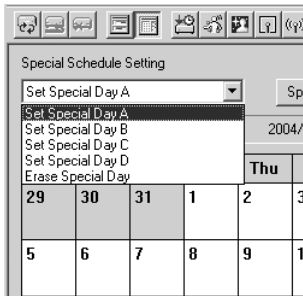 Special Schedule Setting
Set Special Day A
Sp
Set Special Day A
Set Special Day B
Set Special Day C
Set Special Day D
Erase Special Day
2004/
Thu
29 30 31 1 2 3
5 6 7 8 9 1